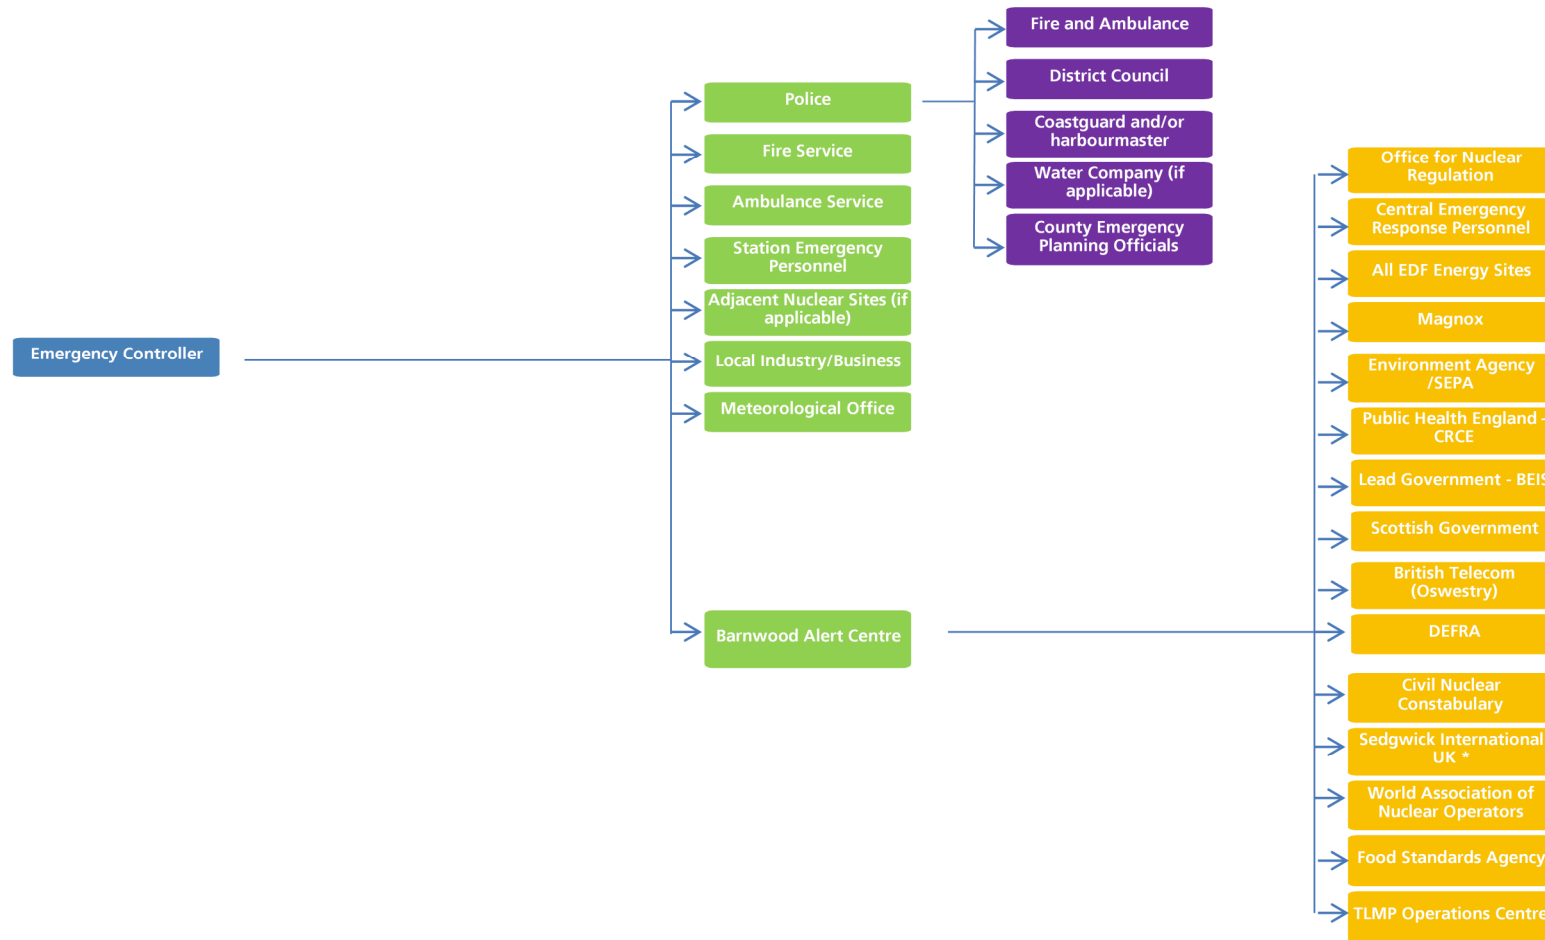 Emergency Controller
Police
Fire Service
Ambulance Service
Station Emergency
Personnel
Adjacent Nuclear Sites (if
applicable)
Local Industry/Business
Meteorological Office
Barnwood Alert Centre
Fire and Ambulance
District Council
Coastguard and/or
harbourmaster
Water Company (if
applicable)
County Emergency
Planning Officials
Office for Nuclear
Regulation
Central Emergency
Response Personnel
All EDF Energy Sites
Magnox
Environment Agency
/SEPA
Public Health England -
CRCE
Lead Government - BEIS
Scottish Government
British Telecom
(Oswestry)
DEFRA
Civil Nuclear
Constabulary
Sedgwick International
UK *
World Association of
Nuclear Operators
Food Standards Agency
TLMP Operations Centre